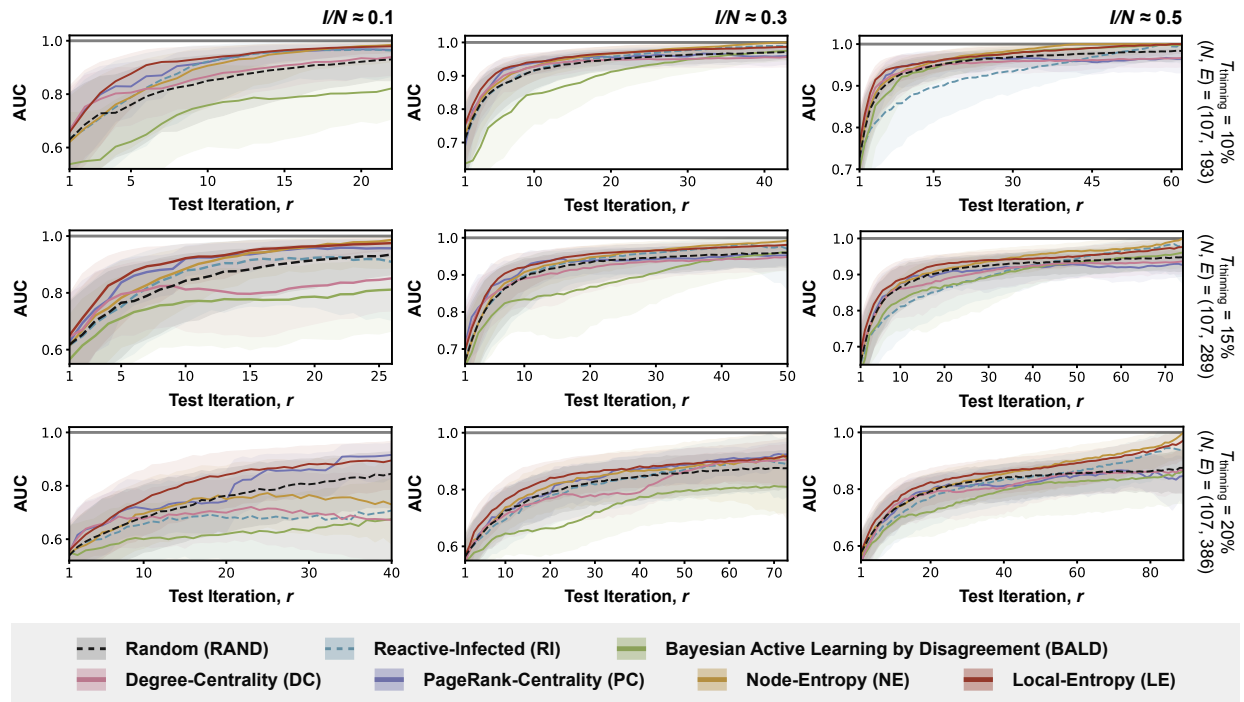 I/N ≈ 0.1
I/N ≈ 0.3
I/N ≈ 0.5
AUC
1.0
0.8
0.6
1
5
10
15
20
Test Iteration, r
AUC
1.0
0.9
0.8
0.7
1
10
20
30
40
Test Iteration, r
AUC
1.0
0.9
0.8
0.7
1
15
30
45
60
Test Iteration, r
T thinning = 10%
(N, E) = (107, 193)
AUC
1.0
0.8
0.6
1
5
10
15
20
25
Test Iteration, r
AUC
1.0
0.9
0.8
0.7
1
10
20
30
40
50
Test Iteration, r
AUC
1.0
0.9
0.8
0.7
1
10
20
30
40
50
60
70
Test Iteration, r
T thinning = 15%
(N, E) = (107, 289)
AUC
1.0
0.8
0.6
1
10
20
30
40
Test Iteration, r
AUC
1.0
0.8
0.6
1
10
20
30
40
50
60
70
Test Iteration, r
AUC
1.0
0.8
0.6
1
20
40
60
80
Test Iteration, r
T thinning = 20%
(N, E) = (107, 386)
Random (RAND)
Reactive-Infected (RI)
Bayesian Active Learning by Disagreement (BALD)
Degree-Centrality (DC)
PageRank-Centrality (PC)
Node-Entropy (NE)
Local-Entropy (LE)